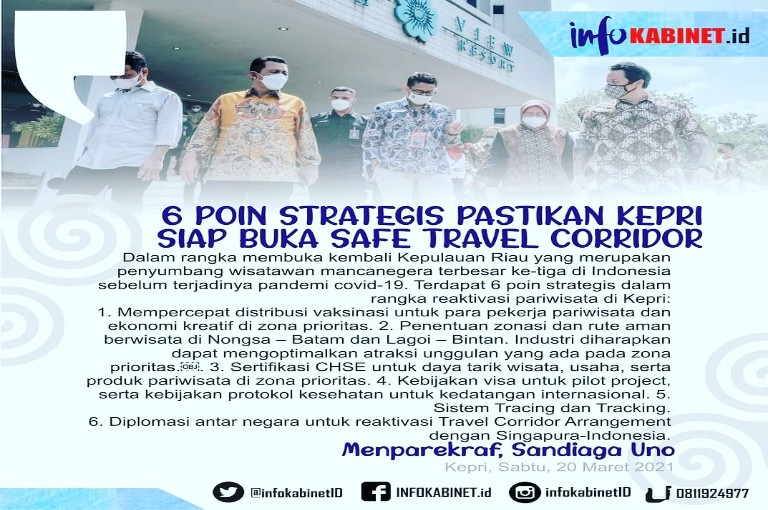 infoKABINET.id
VIEW
RESORT
6 POIN STRATEGIS PASTIKAN KEPRI
SIAP BUKA SAFE TRAVEL CORRIDOR
Dalam rangka membuka kembali Kepulauan Riau yang merupakan
penyumbang wisatawan mancanegera terbesar ke-tiga di Indonesia
sebelum terjadinya pandemi covid-19. Terdapat 6 poin strategis dalam
rangka reaktivasi pariwisata di Kepri:
1. Mempercepat distribusi vaksinasi untuk para pekerja pariwisata dan
ekonomi kreatif di zona prioritas. 2. Penentuan zonasi dan rute aman
berwisata di Nongsa – Batam dan Lagoi – Bintan. Industri diharapkan
dapat mengoptimalkan atraksi unggulan yang ada pada zona
prioritas.￼. 3. Sertifikasi CHSE untuk daya tarik wisata, usaha, serta
produk pariwisata di zona prioritas. 4. Kebijakan visa untuk pilot project,
serta kebijakan protokol kesehatan untuk kedatangan internasional. 5.
Sistem Tracing dan Tracking.
6. Diplomasi antar negara untuk reaktivasi Travel Corridor Arrangement
dengan Singapura-Indonesia.
Menparekraf, Sandiaga Uno
Kepri, Sabtu, 20 Maret 2021
@infokabinetID INFOKABINET.id infokabinetID 0811924977